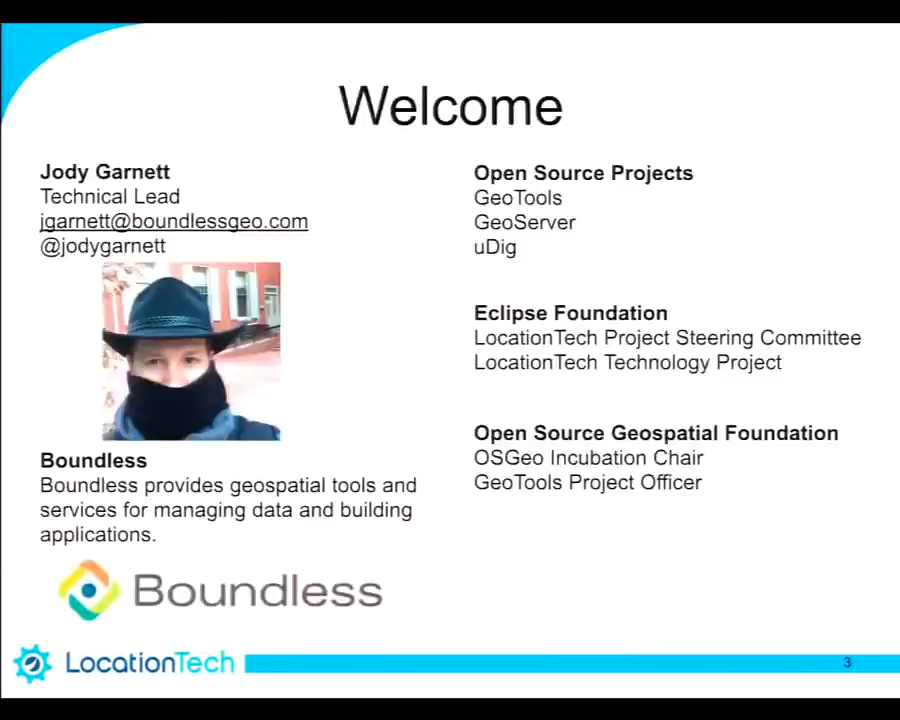 Welcome
Jody Garnett
Technical Lead
jgarnett@boundlessgeo.com
@jodygarnett
Boundless
Boundless provides geospatial tools and
services for managing data and building
applications.
Boundless
Open Source Projects
GeoTools
GeoServer
uDig
Eclipse Foundation
LocationTech Project Steering Committee
LocationTech Technology Project
Open Source Geospatial Foundation
OSGeo Incubation Chair
GeoTools Project Officer
LocationTech
3